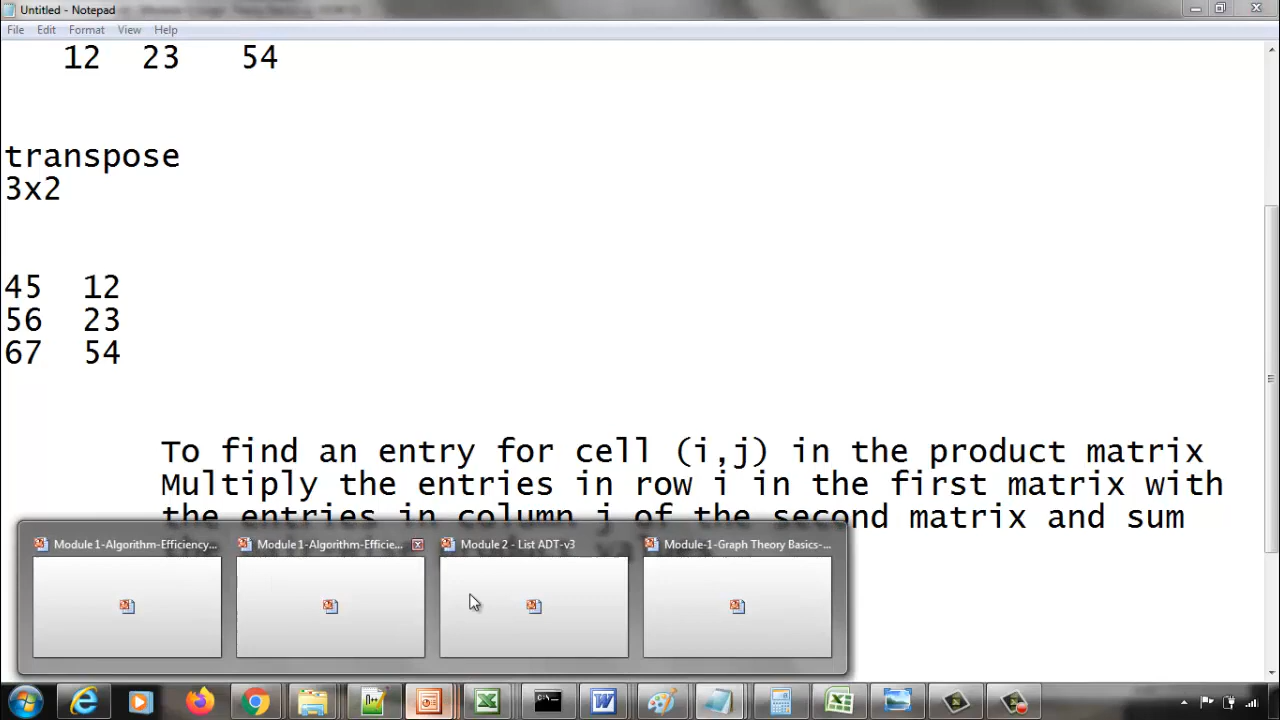 Untitled - Notepad
File Edit Format View Help
12 23 54
transpose
3x2
45 12
56 23
67 54
To find an entry for cell (i,j) in the product matrix
Multiply the entries in row i in the first matrix with
the entries in column j of the second matrix and sum
Module 1-Algorithm-Efficiency... Module 1-Algorithm-Efficie... Module 2 - List ADT-v3 Module-1-Graph Theory Basics-...